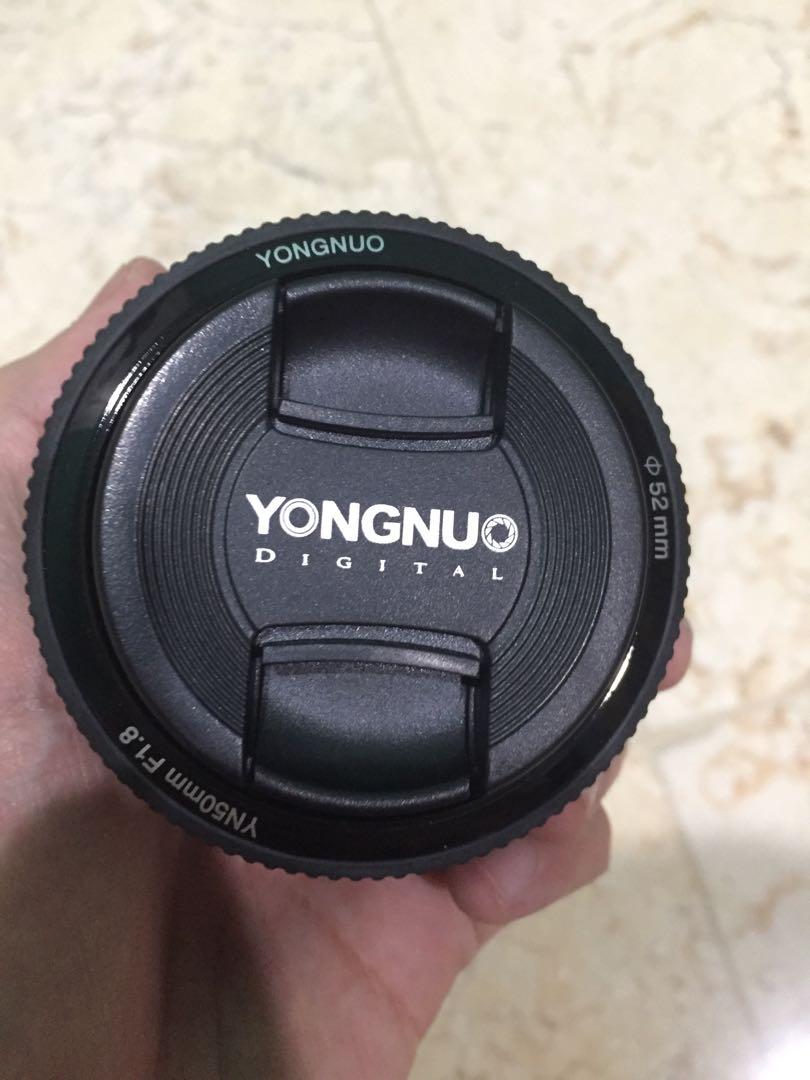 YONGNUO
Φ 52 mm
YONGNUO
DIGITAL
YN50mm F1.8